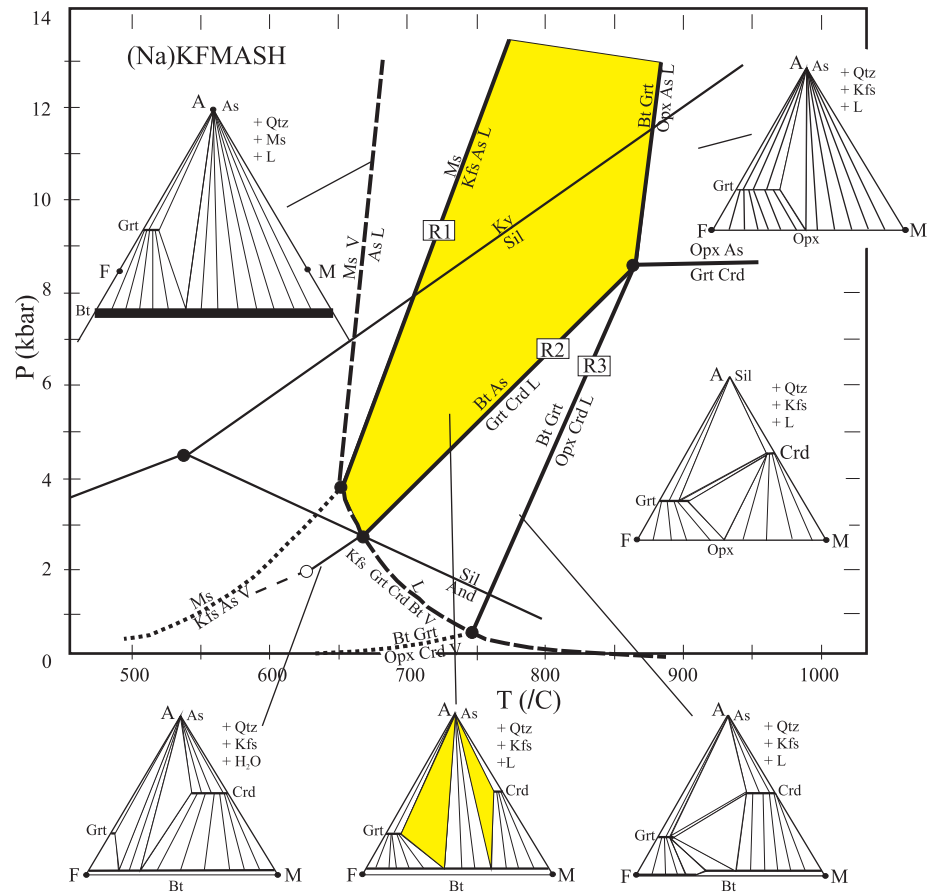 14
12
10
8
6
4
2
0
P (kbar)
500
600
700
800
900
1000
T (/C)
(Na)KFMASH
A As
+ Qtz
+ Ms
+ L
Grt
F
M
Bt
Ms V
As L
Ms
Kfs As L
R1
Ky
Sil
Bt Grt
Opx As L
A As
+ Qtz
+ Kfs
+ L
Grt
F
Opx
M
Opx As
Grt Crd
R2
R3
Bt As
Grt Crd L
Bt Grt
Opx Crd L
A Sil
+ Qtz
+ Kfs
+ L
Crd
Grt
F
Opx
M
Ms
Kfs As V
Kfs
L
Grt Crd Bt V
Sil
And
Bt Grt
Opx Crd V
A As
+ Qtz
+ Kfs
+ H₂O
Crd
Grt
F
Bt
M
A As
+ Qtz
+ Kfs
+L
Crd
Grt
F
Bt
M
A As
+ Qtz
+ Kfs
+ L
Crd
Grt
F
Bt
M